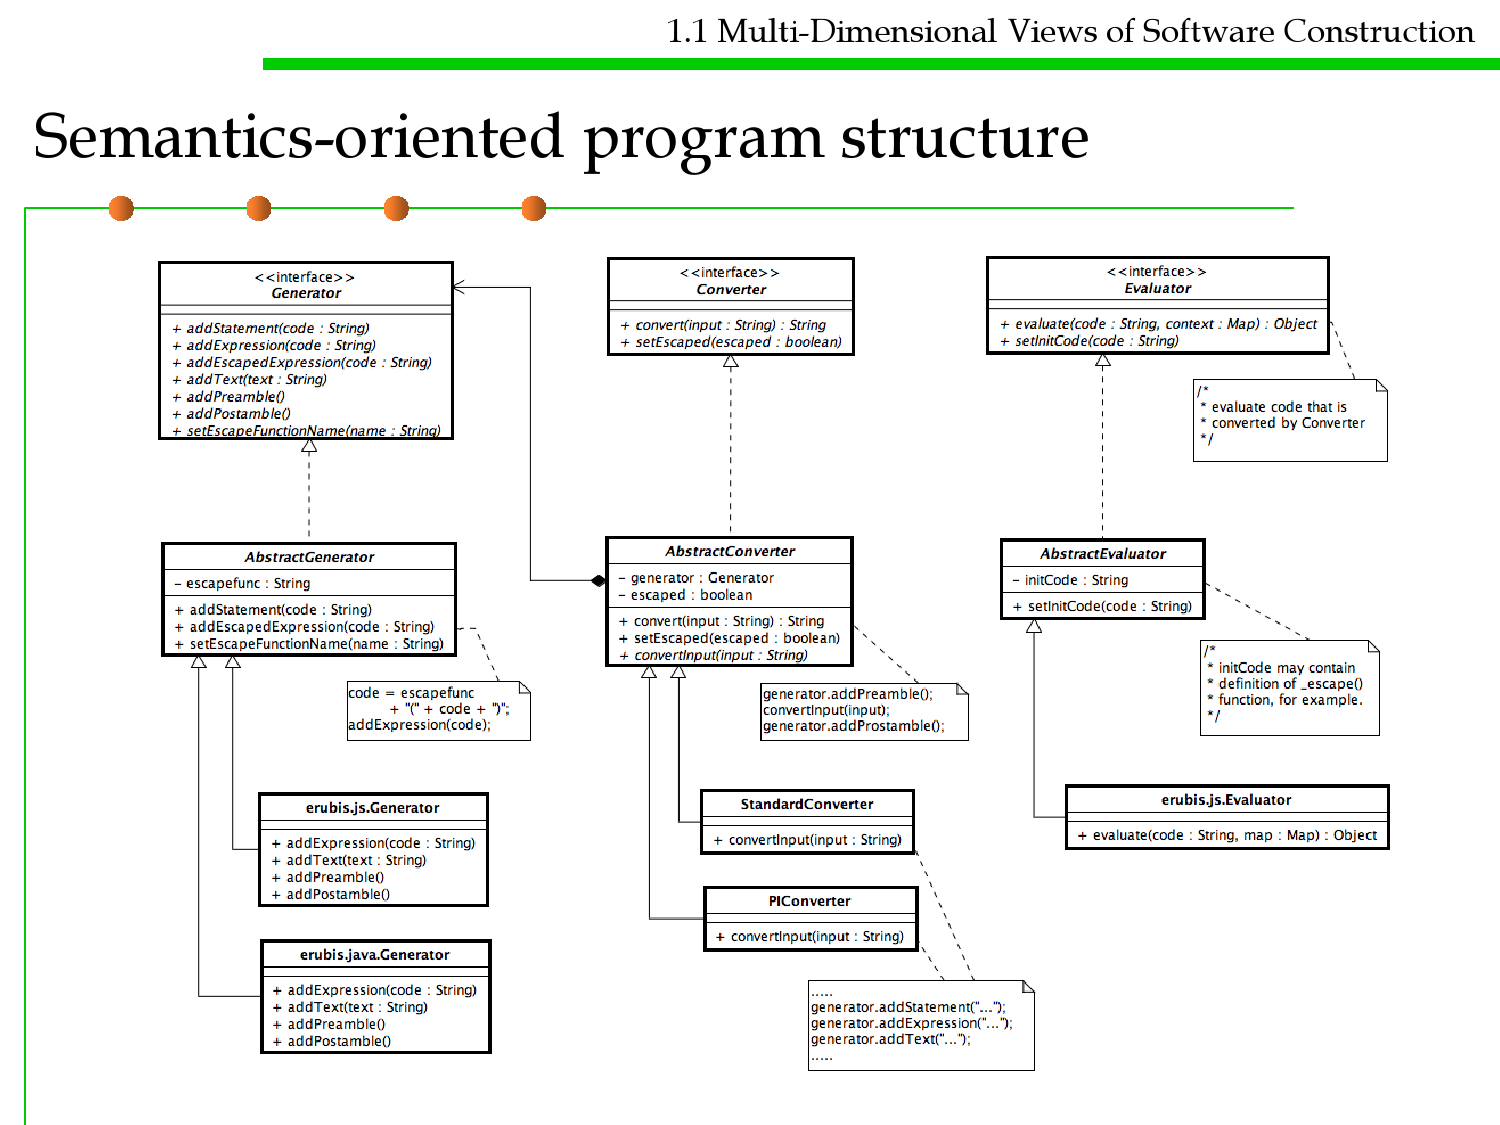 1.1 Multi-Dimensional Views of Software Construction
Semantics-oriented program structure
<<interface>>
Generator
+ addStatement(code : String)
+ addExpression(code : String)
+ addEscapedExpression(code : String)
+ addText(text : String)
+ addPreamble()
+ addPostamble()
+ setEscapeFunctionName(name : String)
<<interface>>
Converter
+ convert(input : String) : String
+ setEscaped(escaped : boolean)
<<interface>>
Evaluator
+ evaluate(code : String, context : Map) : Object
+ setInitCode(code : String)
/*
* evaluate code that is
* converted by Converter
*/
AbstractGenerator
- escapefunc : String
+ addStatement(code : String)
+ addEscapedExpression(code : String)
+ setEscapeFunctionName(name : String)
code = escapefunc
+ "(" + code + ")";
addExpression(code);
AbstractConverter
- generator : Generator
- escaped : boolean
+ convert(input : String) : String
+ setEscaped(escaped : boolean)
+ convertInput(input : String)
generator.addPreamble();
convertInput(input);
generator.addProstamble();
AbstractEvaluator
- initCode : String
+ setInitCode(code : String)
/*
* initCode may contain
* definition of _escape()
* function, for example.
*/
erubis.js.Generator
+ addExpression(code : String)
+ addText(text : String)
+ addPreamble()
+ addPostamble()
erubis.java.Generator
+ addExpression(code : String)
+ addText(text : String)
+ addPreamble()
+ addPostamble()
StandardConverter
+ convertInput(input : String)
PIConverter
+ convertInput(input : String)
.....
generator.addStatement("...");
generator.addExpression("...");
generator.addText("...");
.....
erubis.js.Evaluator
+ evaluate(code : String, map : Map) : Object